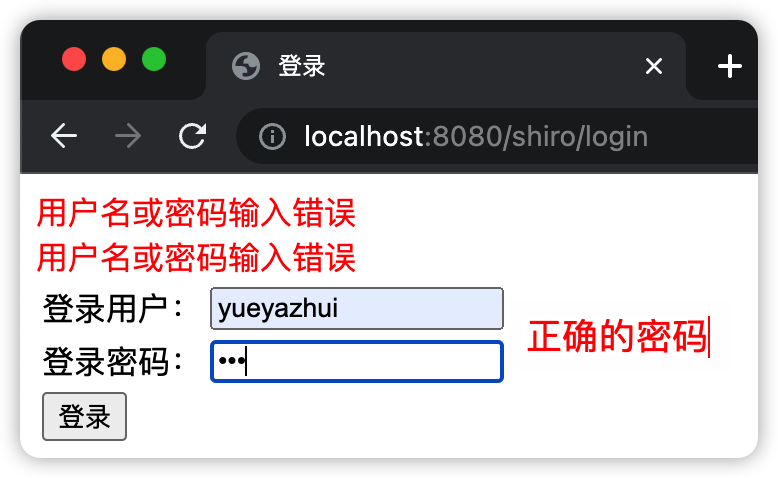 登录
localhost:8080/shiro/login
用户名或密码输入错误
用户名或密码输入错误
登录用户： yueyazhui
正确的密码
登录密码： •••
登录